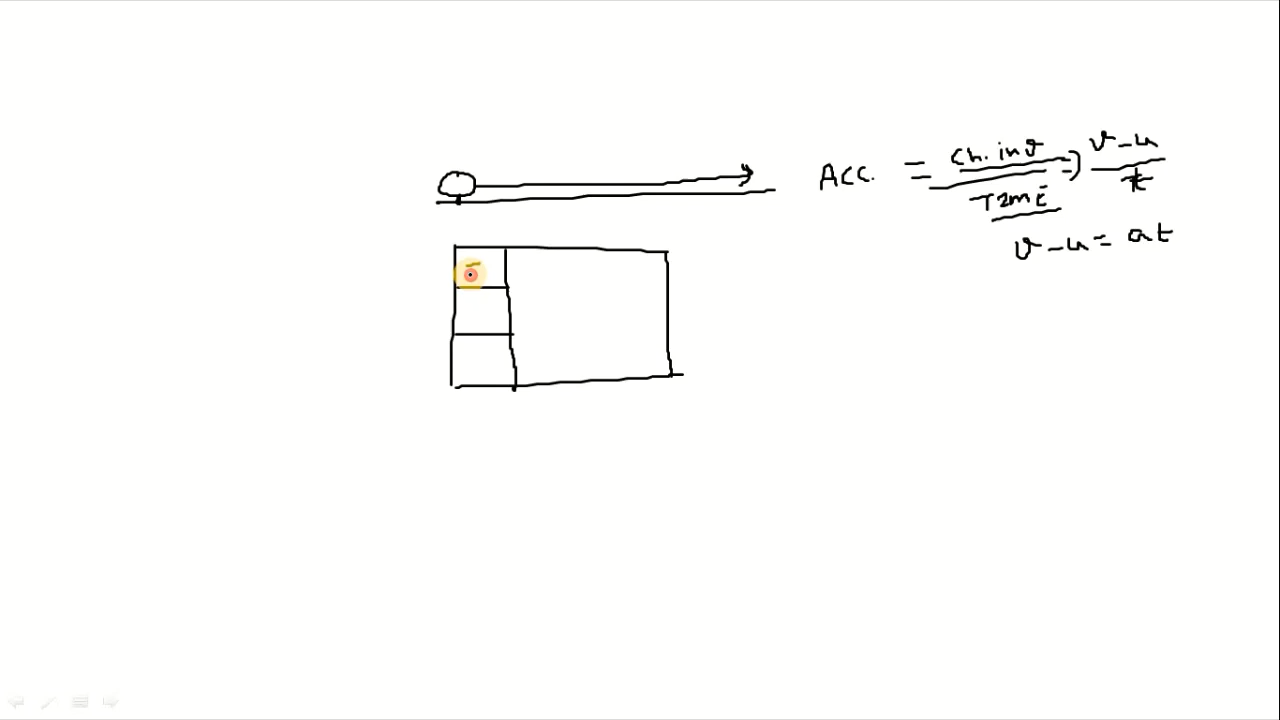 Acc. = Ch. in v / Time ⇒ v-u / t
v-u = at